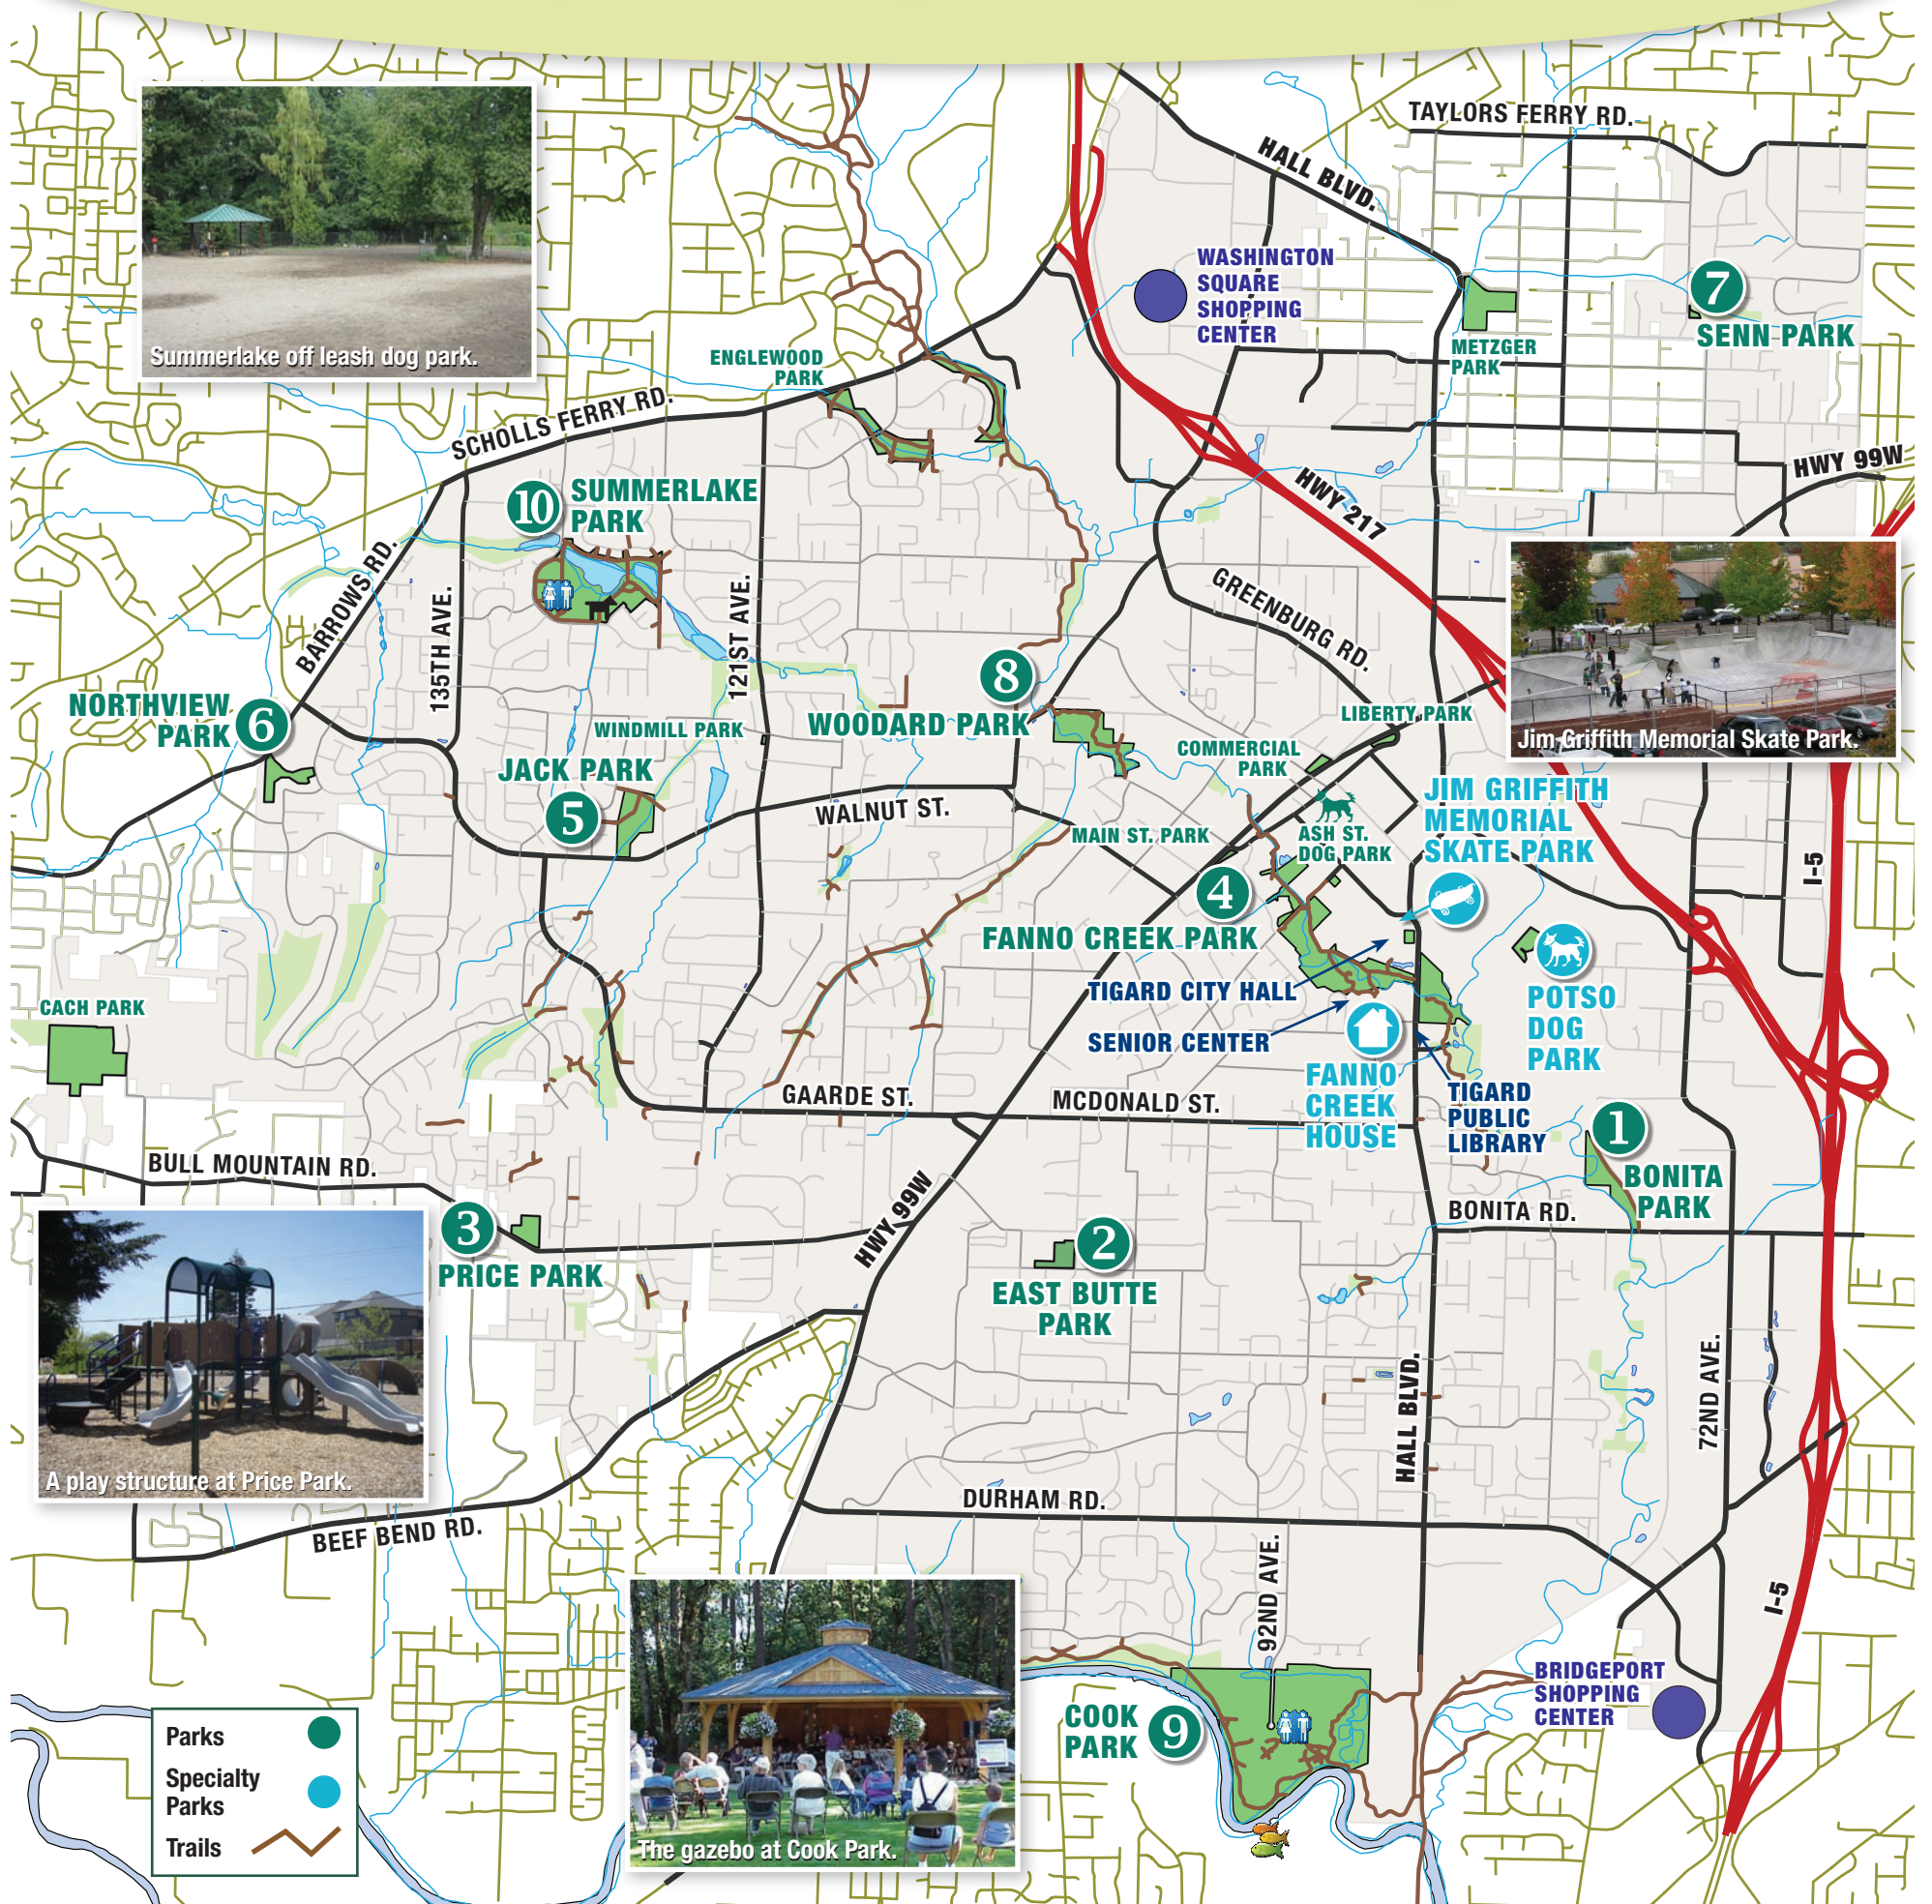 TAYLORS FERRY RD.
HALL BLVD.
WASHINGTON
SQUARE
SHOPPING
CENTER
7
SENN PARK
METZGER
PARK
Summerlake off leash dog park.
ENGLEWOOD
PARK
SCHOLLS FERRY RD.
HWY 99W
HWY 217
10
SUMMERLAKE
PARK
BARROWS RD.
135TH AVE.
121ST AVE.
GREENBURG RD.
NORTHVIEW
PARK
6
8
WOODARD PARK
WINDMILL PARK
LIBERTY PARK
COMMERCIAL
PARK
Jim Griffith Memorial Skate Park.
JACK PARK
5
WALNUT ST.
MAIN ST. PARK
ASH ST.
DOG PARK
JIM GRIFFITH
MEMORIAL
SKATE PARK
I-5
4
FANNO CREEK PARK
TIGARD CITY HALL
SENIOR CENTER
POTSO
DOG
PARK
CACH PARK
FANNO
CREEK
HOUSE
TIGARD
PUBLIC
LIBRARY
GAARDE ST.
MCDONALD ST.
1
BONITA
PARK
BULL MOUNTAIN RD.
BONITA RD.
3
PRICE PARK
HWY 99W
2
EAST BUTTE
PARK
A play structure at Price Park.
HALL BLVD.
72ND AVE.
DURHAM RD.
BEEF BEND RD.
92ND AVE.
I-5
BRIDGEPORT
SHOPPING
CENTER
COOK
PARK
9
The gazebo at Cook Park.
Parks
Specialty
Parks
Trails